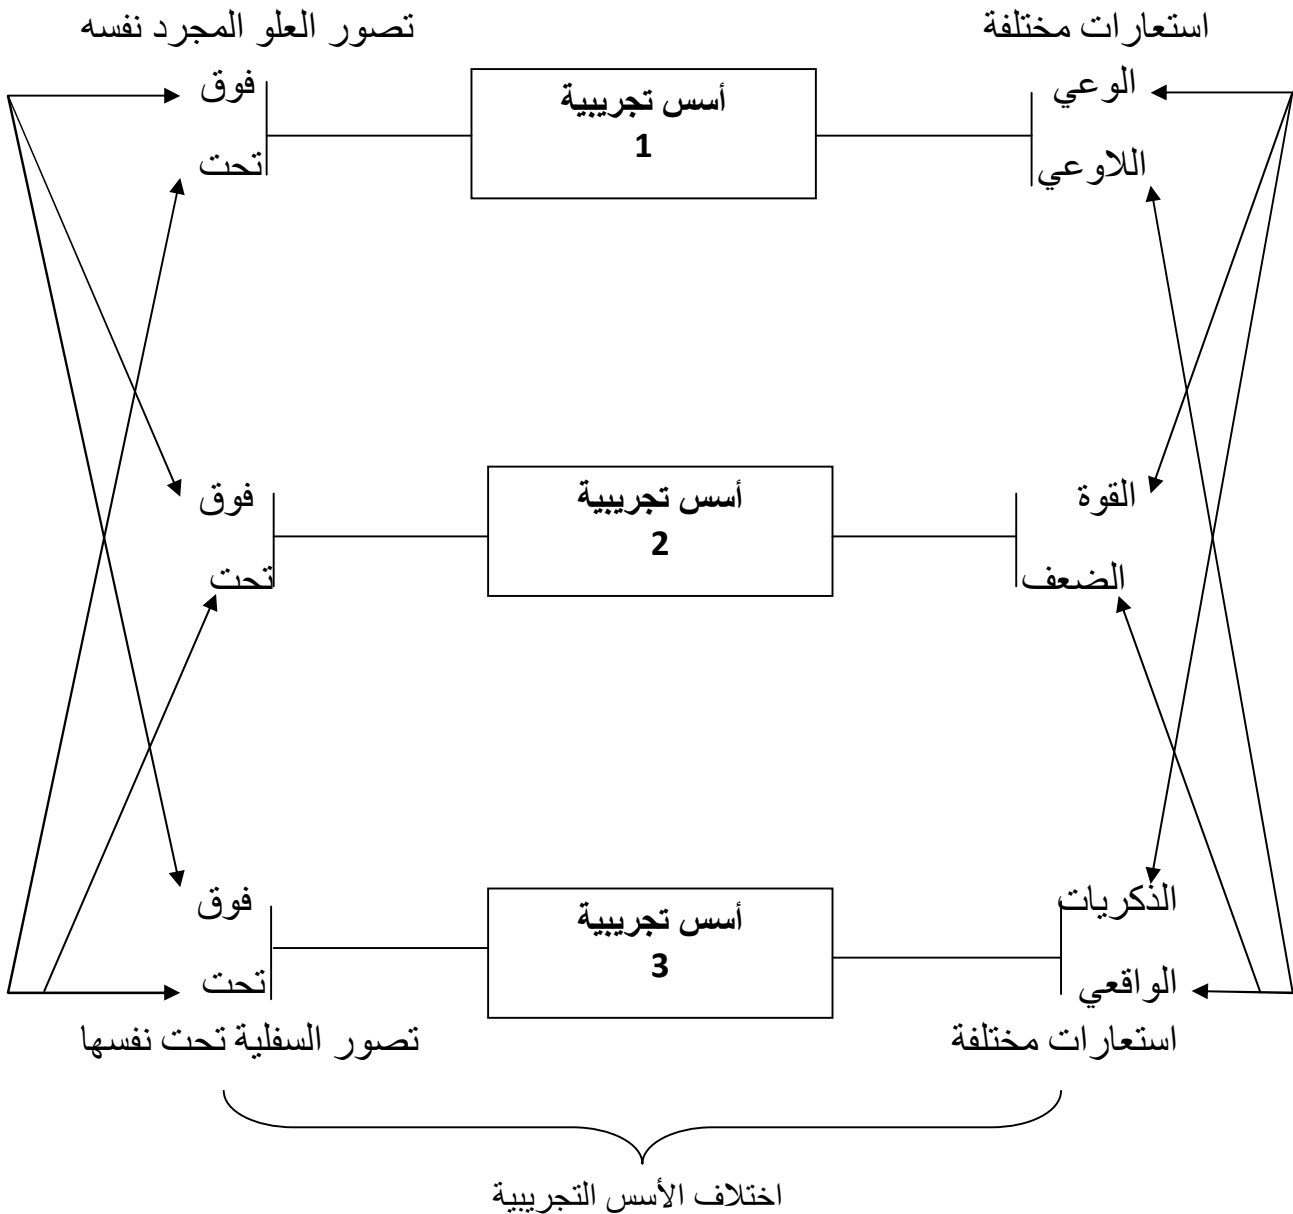 استعارات مختلفة
تصور العلو المجرد نفسه
الوعي
أسس تجريبية
1
فوق
اللاوعي
تحت
القوة
أسس تجريبية
2
فوق
الضعف
تحت
الذكريات
أسس تجريبية
3
فوق
الواقعي
تحت
استعارات مختلفة
تصور السفلية تحت نفسها
اختلاف الأسس التجريبية